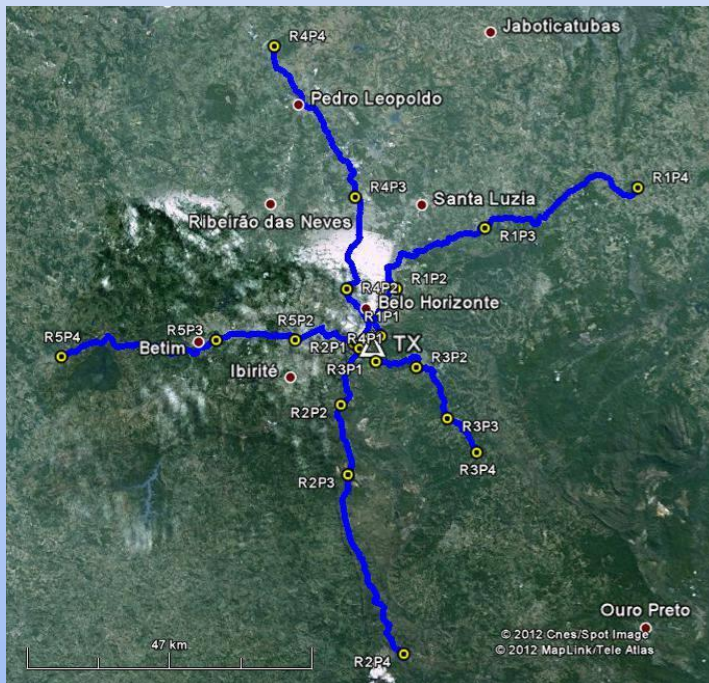 R4P4
Jaboticatubas
Pedro Leopoldo
R1P4
R4P3
Santa Luzia
Ribeirão das Neves
R1P3
R1P2
R4P2
Belo Horizonte
R1P1
R5P2
R5P3
R4P1
TX
R2P1
R5P4
Betim
R3P2
R3P1
Ibirité
R2P2
R3P3
R3P4
R2P3
Ouro Preto
© 2012 Cnes/Spot Image
47 km
© 2012 MapLink/Tele Atlas
R2P4